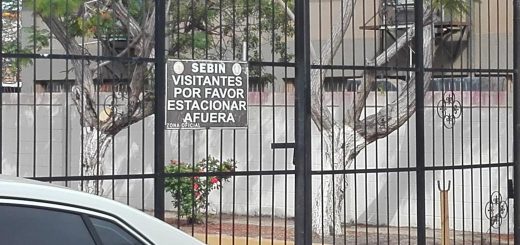 SEBIN
VISITANTES
POR FAVOR
ESTACIONAR
AFUERA
ZONA OFICIAL